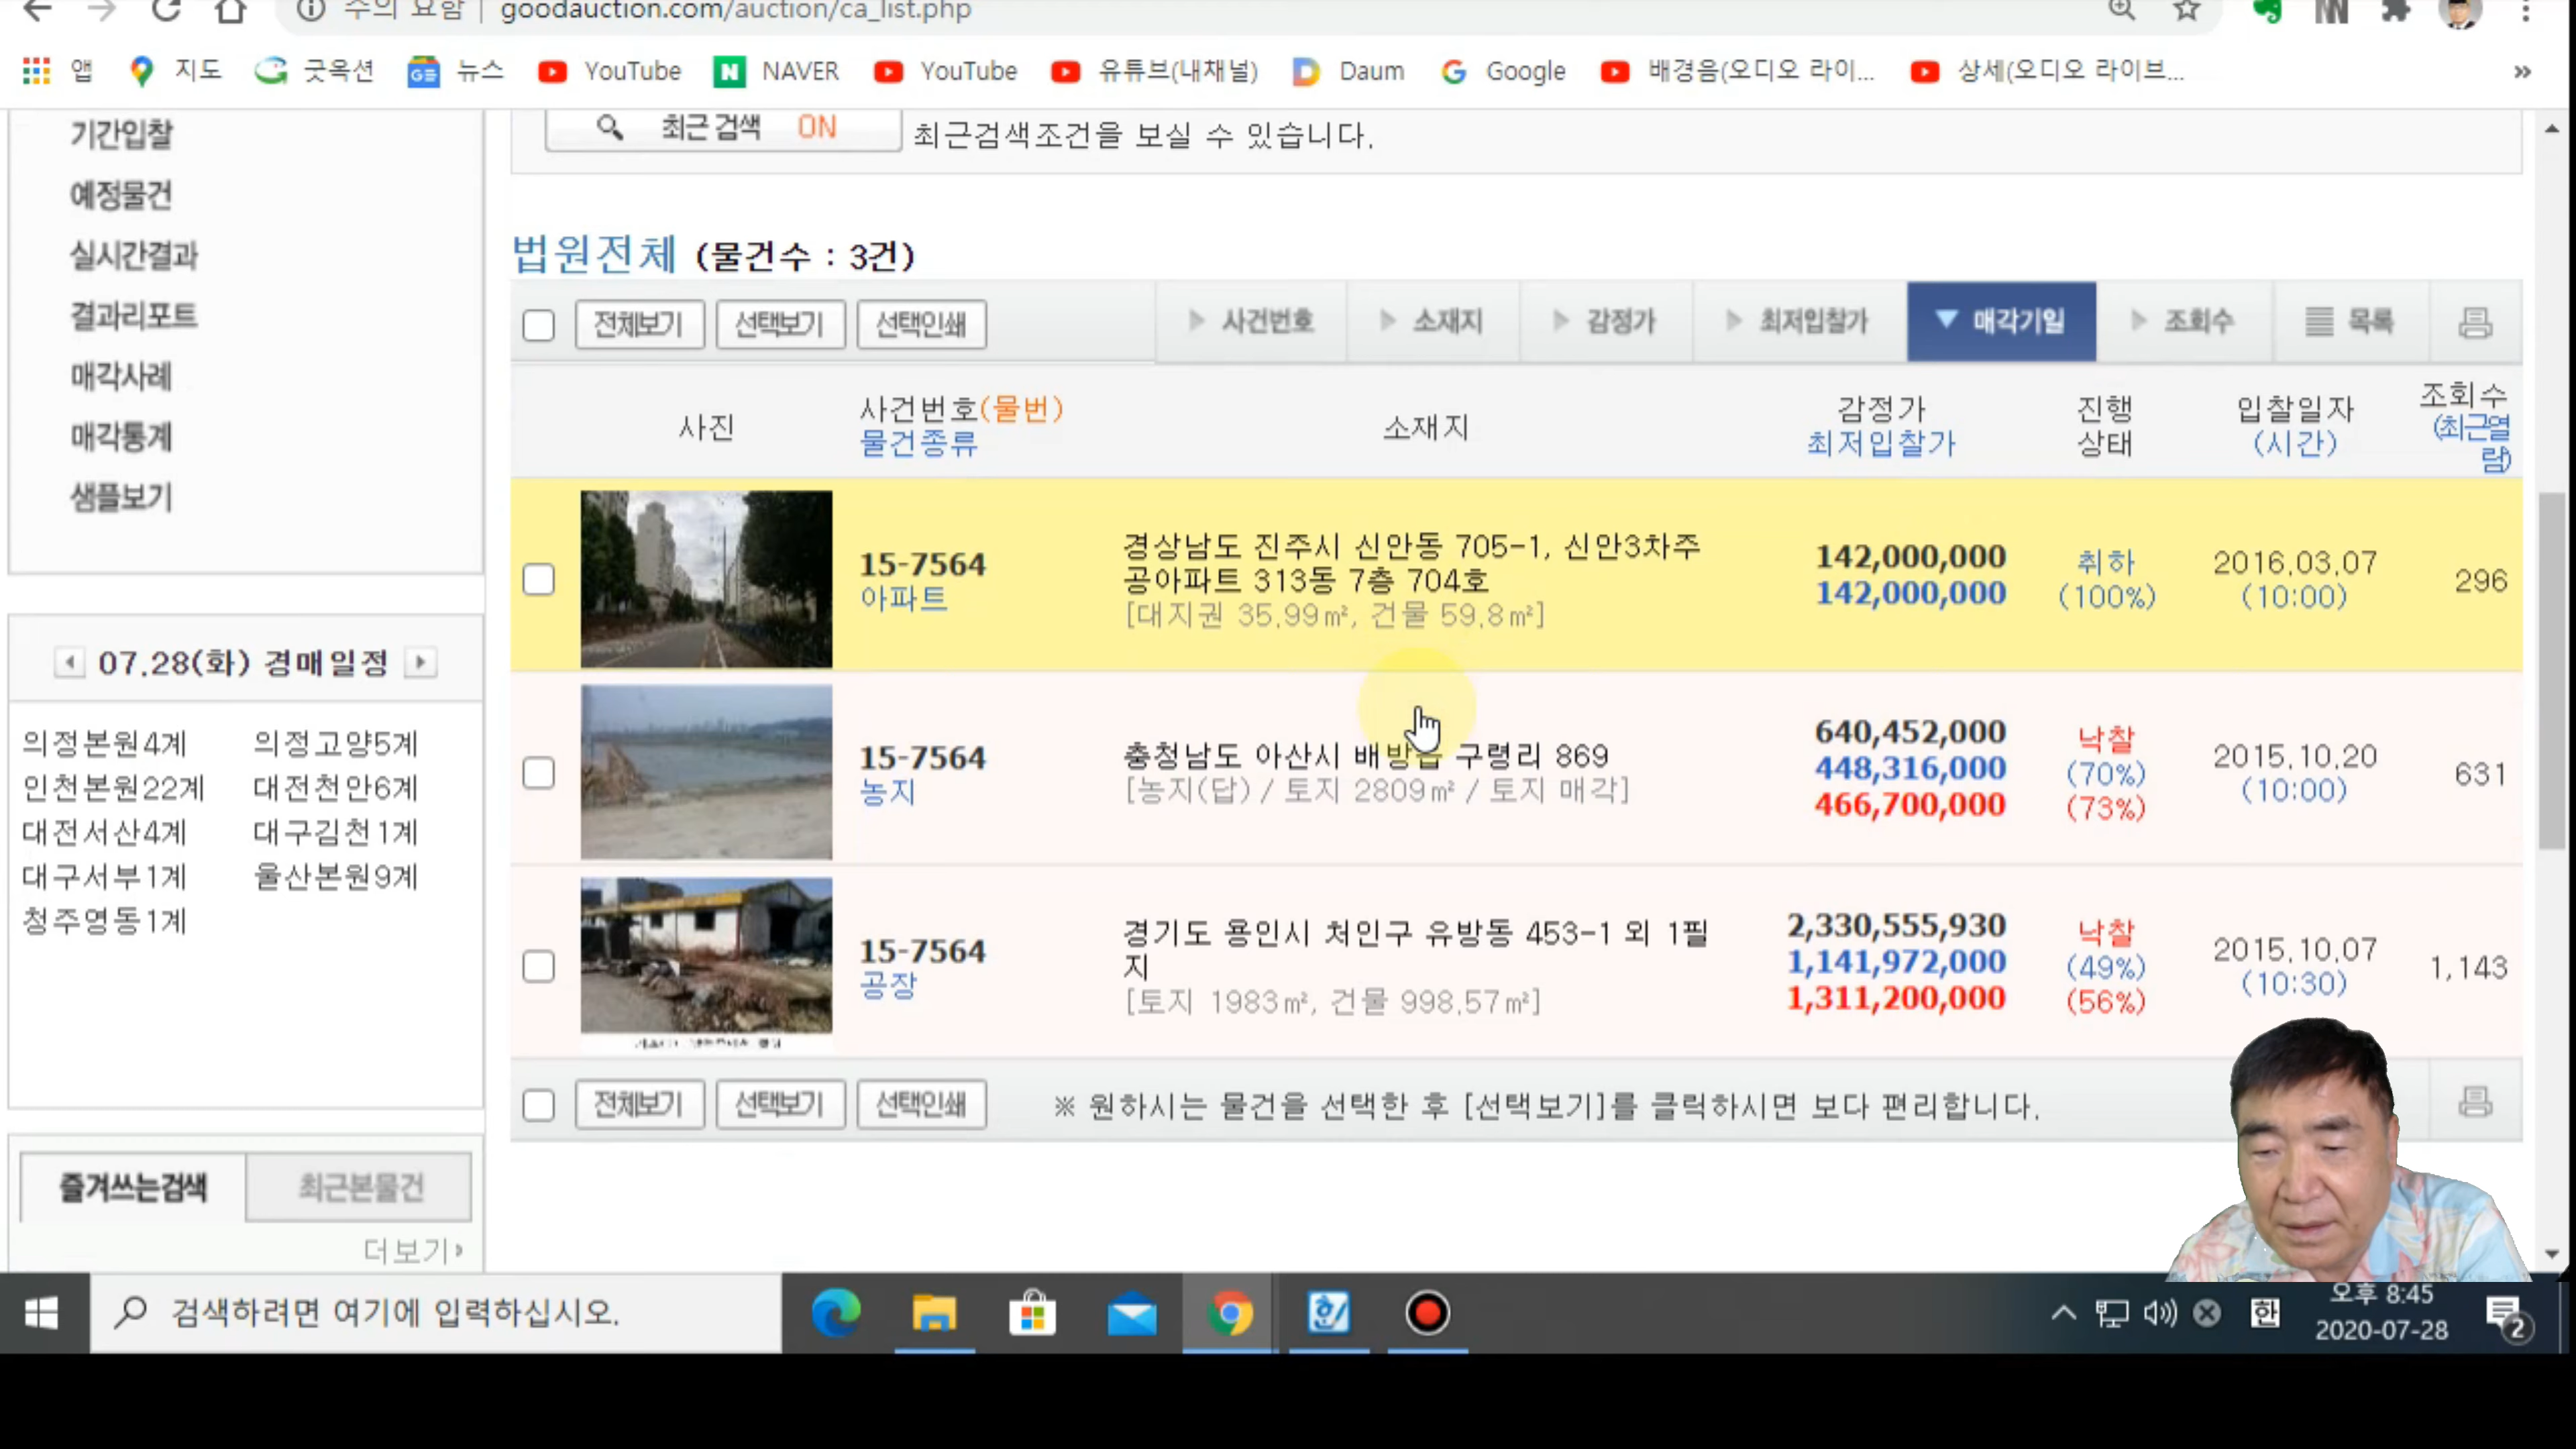 주의 요함 | goodauction.com/auction/ca_list.php
앱 지도 굿옥션 뉴스 YouTube NAVER YouTube 유튜브(내채널) Daum Google 배경음(오디오 라이... 상세(오디오 라이브... »
기간입찰
예정물건
실시간결과
결과리포트
매각사례
매각통계
샘플보기
07.28(화) 경매일정
의정본원4계 의정고양5계
인천본원22계 대전천안6계
대전서산4계 대구김천1계
대구서부1계 울산본원9계
청주영동1계
즐겨쓰는검색 최근본물건
더보기
최근 검색 ON 최근검색조건을 보실 수 있습니다.
법원전체 (물건수 : 3건)
전체보기 선택보기 선택인쇄 사건번호 소재지 감정가 최저입찰가 매각기일 조회수 목록
사진
사건번호(물번)
물건종류
소재지
감정가
최저입찰가
진행
상태
입찰일자
(시간)
조회수
(최근열
람)
15-7564
아파트
경상남도 진주시 신안동 705-1, 신안3차주
공아파트 313동 7층 704호
[대지권 35.99㎡, 건물 59.8㎡]
142,000,000
142,000,000
취하
(100%)
2016.03.07
(10:00)
296
15-7564
농지
충청남도 아산시 배방읍 구령리 869
[농지(답) / 토지 2809㎡ / 토지 매각]
640,452,000
448,316,000
466,700,000
낙찰
(70%)
(73%)
2015.10.20
(10:00)
631
15-7564
공장
경기도 용인시 처인구 유방동 453-1 외 1필
지
[토지 1983㎡, 건물 998.57㎡]
2,330,555,930
1,141,972,000
1,311,200,000
낙찰
(49%)
(56%)
2015.10.07
(10:30)
1,143
전체보기 선택보기 선택인쇄 ※ 원하시는 물건을 선택한 후 [선택보기]를 클릭하시면 보다 편리합니다.
검색하려면 여기에 입력하십시오.
한
오후 8:45
2020-07-28
2